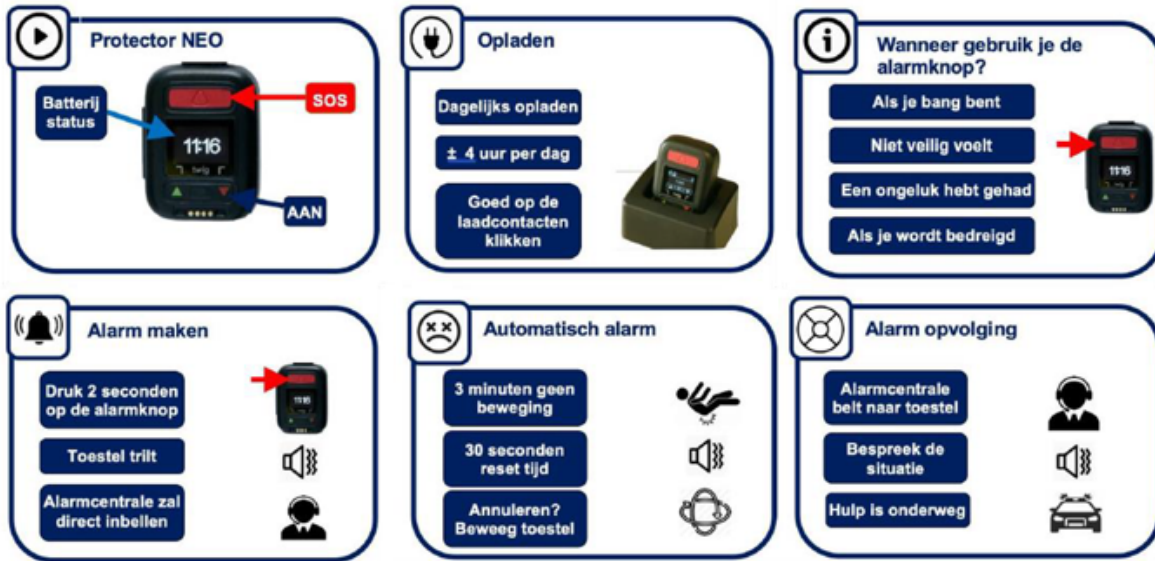 Protector NEO
Batterij
status
SOS
11:16
twig
AAN
Opladen
Dagelijks opladen
± 4 uur per dag
Goed op de
laadcontacten
klikken
Wanneer gebruik je de
alarmknop?
Als je bang bent
Niet veilig voelt
Een ongeluk hebt gehad
Als je wordt bedreigd
11:16
Alarm maken
Druk 2 seconden
op de alarmknop
11:16
Toestel trilt
Alarmcentrale zal
direct inbellen
Automatisch alarm
3 minuten geen
beweging
30 seconden
reset tijd
Annuleren?
Beweeg toestel
Alarm opvolging
Alarmcentrale
belt naar toestel
Bespreek de
situatie
Hulp is onderweg